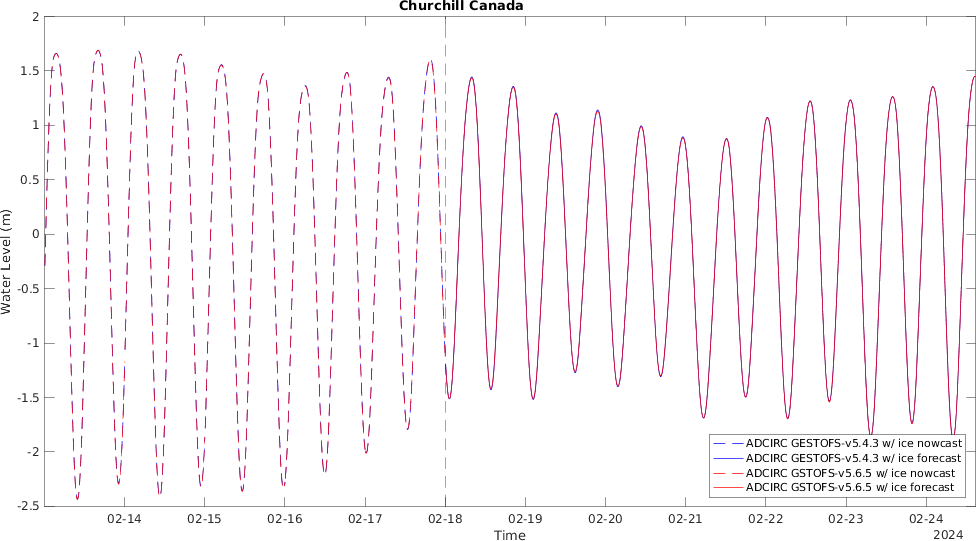 Churchill Canada
2
1.5
1
0.5
0
-0.5
-1
-1.5
-2
-2.5
Water Level (m)
ADCIRC GESTOFS-v5.4.3 w/ ice nowcast
ADCIRC GESTOFS-v5.4.3 w/ ice forecast
ADCIRC GSTOFS-v5.6.5 w/ ice nowcast
ADCIRC GSTOFS-v5.6.5 w/ ice forecast
02-14 02-15 02-16 02-17 02-18 02-19 02-20 02-21 02-22 02-23 02-24
Time
2024